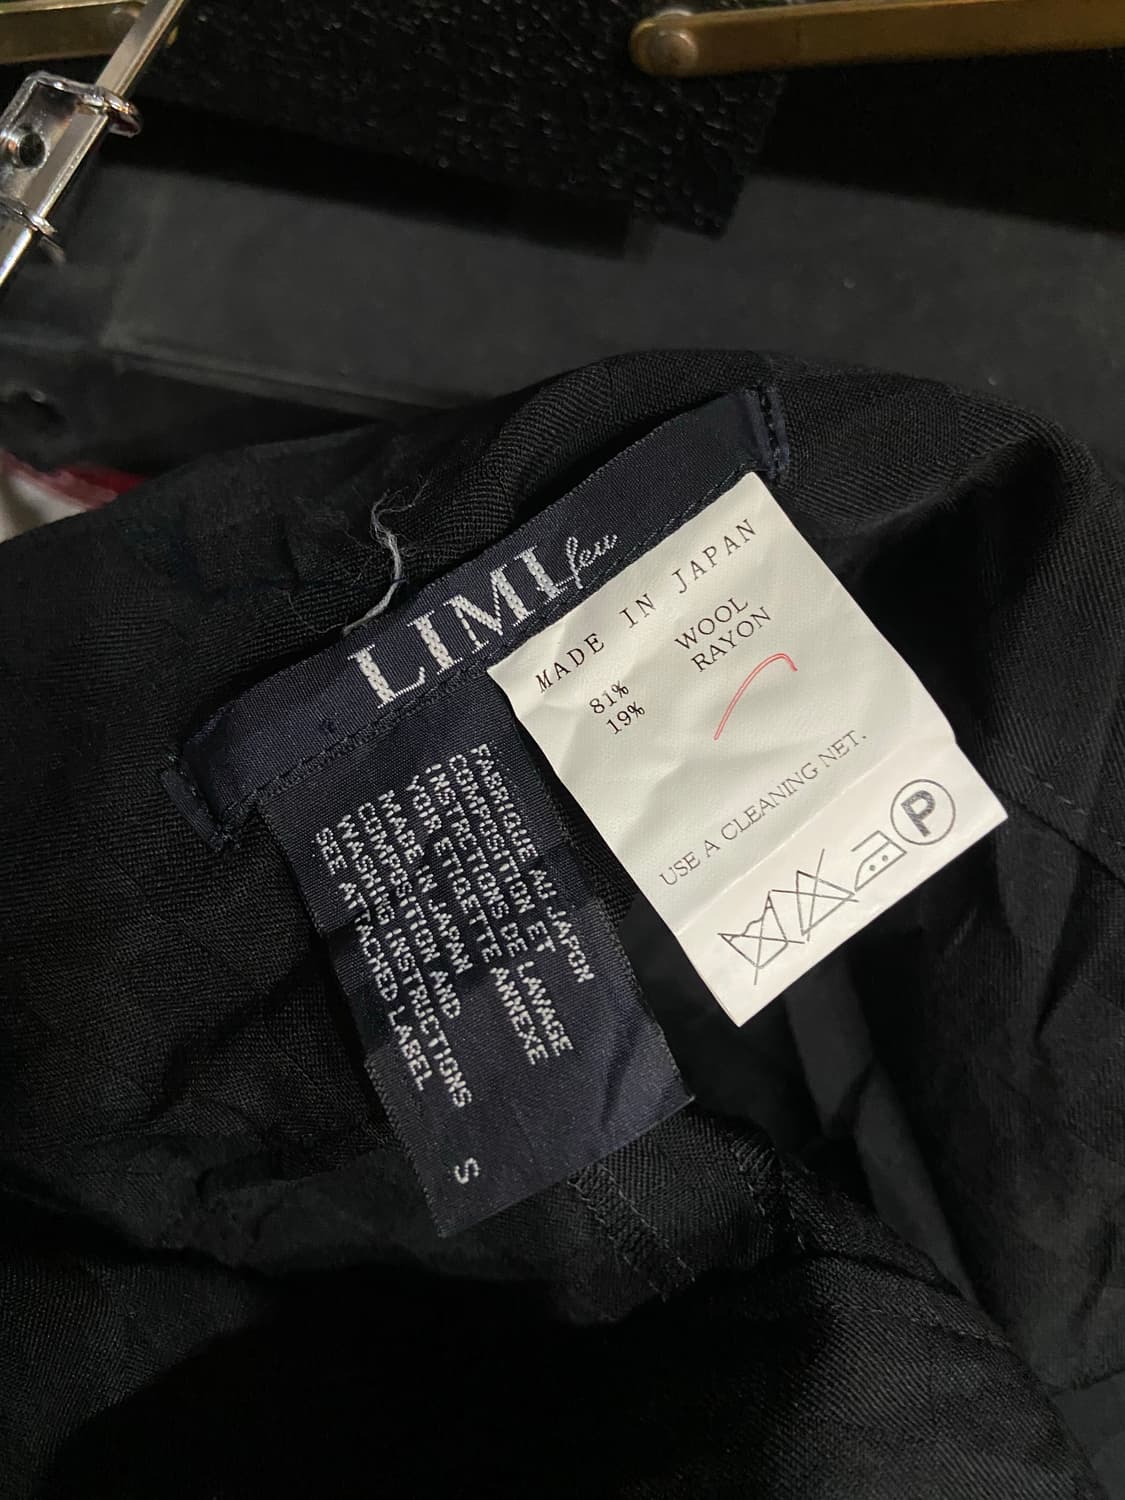 LIMI feu
MADE IN JAPAN
81% WOOL
19% RAYON
USE A CLEANING NET.
P
FABRIQUE AU JAPON
COMPOSITION ET
INSTRUCTIONS DE LAVAGE
VOIR ETIQUETTE ANNEXE
MADE IN JAPAN
COMPOSITION AND
WASHING INSTRUCTIONS
SEE ATTACHED LABEL
S